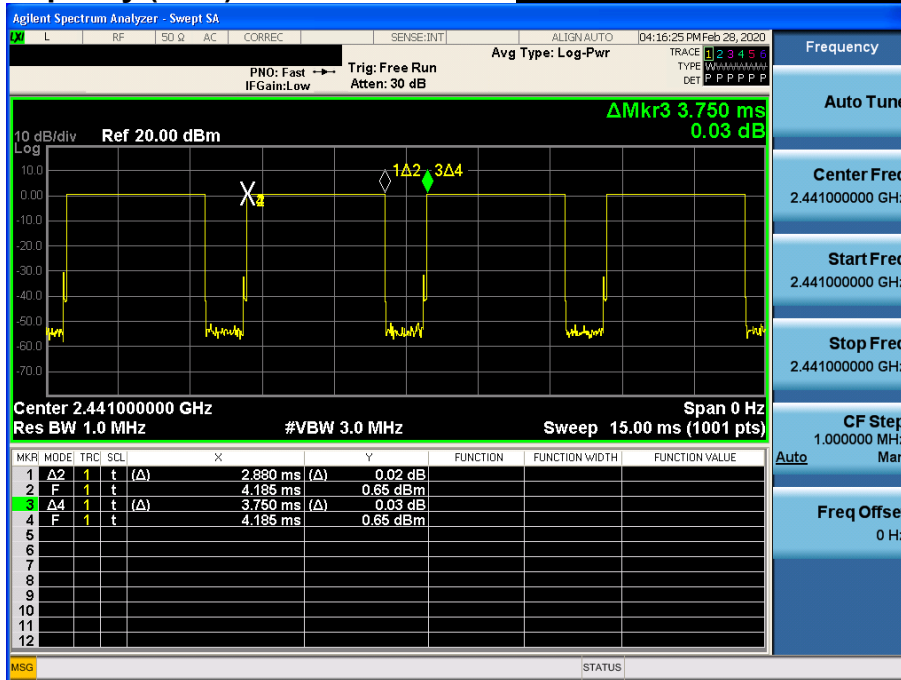 Agilent Spectrum Analyzer - Swept SA
LXI L RF 50 Ω AC CORREC SENSE:INT ALIGN AUTO 04:16:25 PM Feb 28, 2020
PNO: Fast IFGain:Low
Trig: Free Run
Atten: 30 dB
Avg Type: Log-Pwr
TRACE 1 2 3 4 5 6
TYPE
DET P P P P P P
ΔMkr3 3.750 ms
0.03 dB
10 dB/div Ref 20.00 dBm
Log
10.0
0.00
-10.0
-20.0
-30.0
-40.0
-50.0
-60.0
-70.0
1Δ2 3Δ4
Center 2.441000000 GHz Span 0 Hz
Res BW 1.0 MHz #VBW 3.0 MHz Sweep 15.00 ms (1001 pts)
MKR MODE TRC SCL X Y FUNCTION FUNCTION WIDTH FUNCTION VALUE
1 Δ2 1 t (Δ) 2.880 ms (Δ) 0.02 dB
2 F 1 t 4.185 ms 0.65 dBm
3 Δ4 1 t (Δ) 3.750 ms (Δ) 0.03 dB
4 F 1 t 4.185 ms 0.65 dBm
5
6
7
8
9
10
11
12
MSG STATUS
Frequency
Auto Tune
Center Freq
2.441000000 GHz
Start Freq
2.441000000 GHz
Stop Freq
2.441000000 GHz
CF Step
1.000000 MHz
Auto Man
Freq Offset
0 Hz